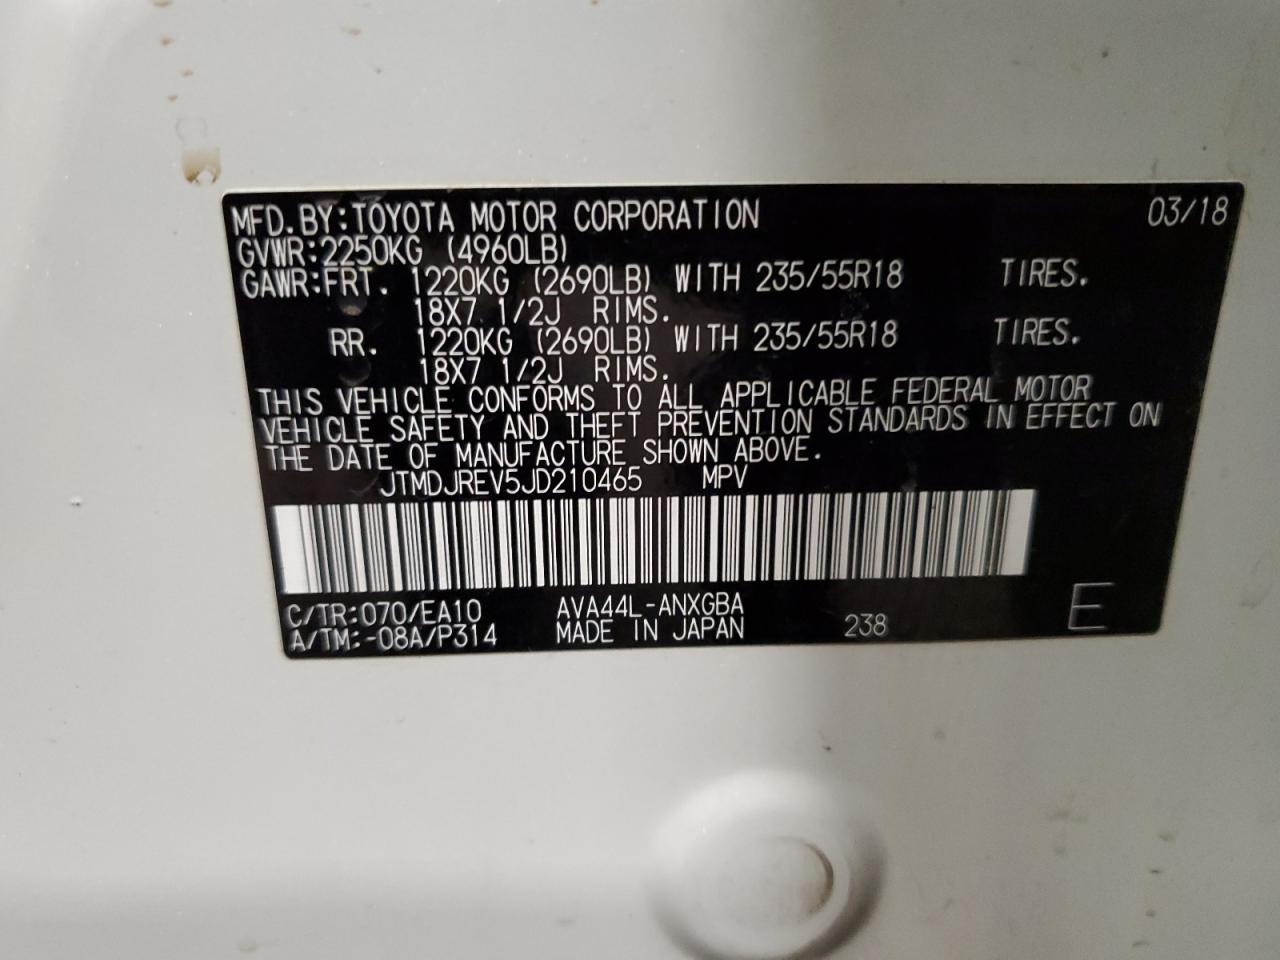 MFD.BY:TOYOTA MOTOR CORPORATION 03/18
GVWR:2250KG (4960LB)
GAWR:FRT. 1220KG (2690LB) WITH 235/55R18 TIRES.
18X7 1/2J RIMS.
RR. 1220KG (2690LB) WITH 235/55R18 TIRES.
18X7 1/2J RIMS.
THIS VEHICLE CONFORMS TO ALL APPLICABLE FEDERAL MOTOR
VEHICLE SAFETY AND THEFT PREVENTION STANDARDS IN EFFECT ON
THE DATE OF MANUFACTURE SHOWN ABOVE.
JTMDJREV5JD210465 MPV
C/TR:070/EA10 AVA44L-ANXGBA
A/TM:-08A/P314 MADE IN JAPAN 238 E